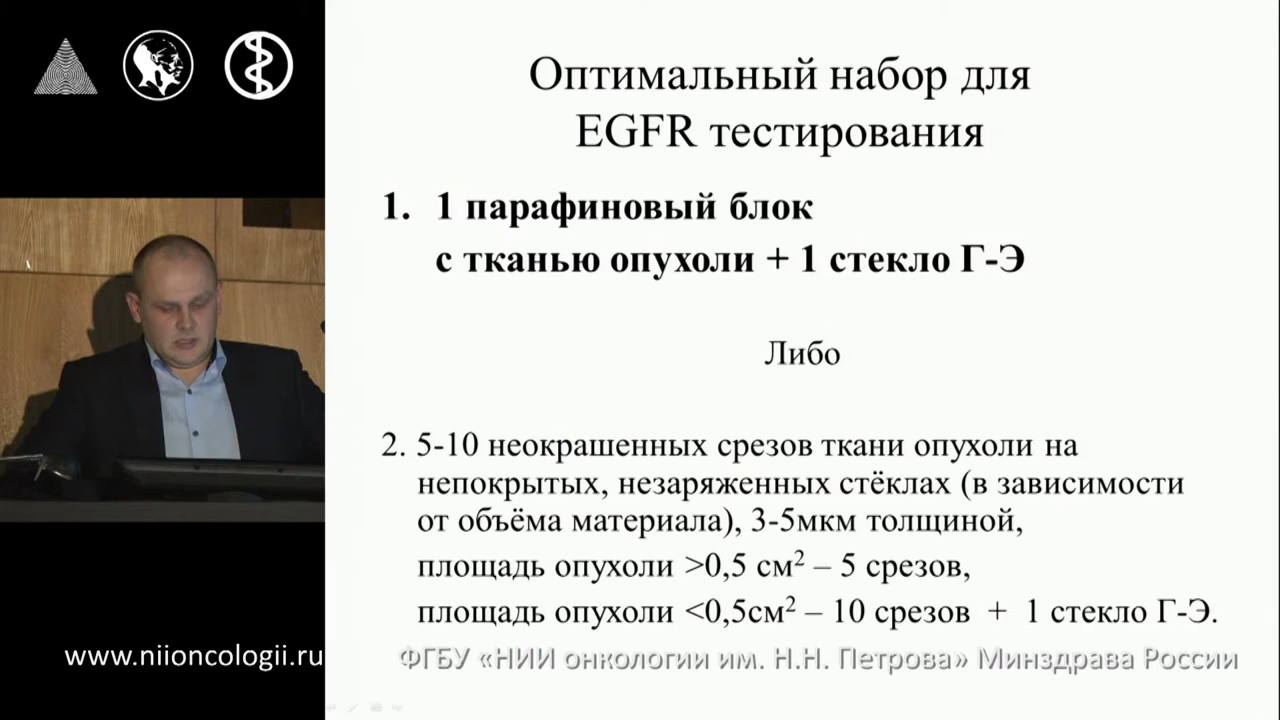 Оптимальный набор для
EGFR тестирования
1. 1 парафиновый блок
с тканью опухоли + 1 стекло Г-Э
Либо
2. 5-10 неокрашенных срезов ткани опухоли на
непокрытых, незаряженных стёклах (в зависимости
от объёма материала), 3-5мкм толщиной,
площадь опухоли >0,5 см² – 5 срезов,
площадь опухоли <0,5см² – 10 срезов + 1 стекло Г-Э.
www.niioncologii.ru
ФГБУ «НИИ онкологии им. Н.Н. Петрова» Минздрава России